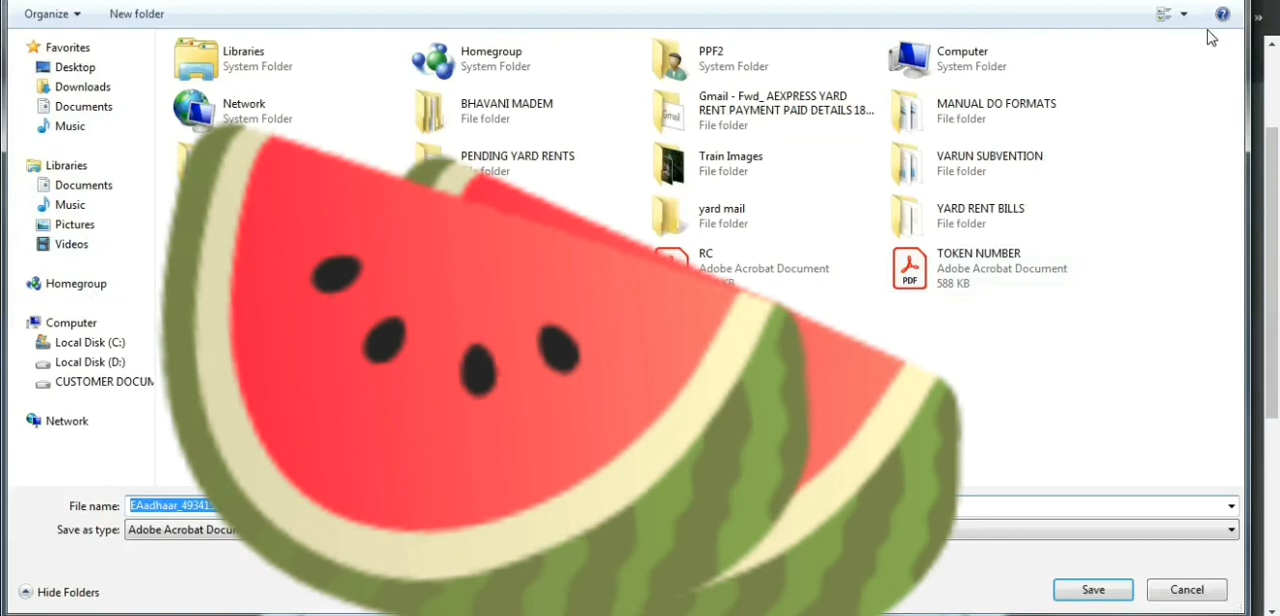 Organize
New folder
»
Favorites
Desktop
Downloads
Documents
Music
Libraries
Documents
Music
Pictures
Videos
Homegroup
Computer
Local Disk (C:)
Local Disk (D:)
CUSTOMER DOCUM
Network
Libraries
System Folder
Homegroup
System Folder
PPF2
System Folder
Computer
System Folder
Network
System Folder
BHAVANI MADEM
File folder
Gmail
Gmail - Fwd_ AEXPRESS YARD
RENT PAYMENT PAID DETAILS 18...
File folder
MANUAL DO FORMATS
File folder
PENDING YARD RENTS
folder
Train Images
File folder
VARUN SUBVENTION
File folder
yard mail
File folder
YARD RENT BILLS
File folder
RC
Adobe Acrobat Document
PDF
TOKEN NUMBER
Adobe Acrobat Document
588 KB
File name:
Save as type: Adobe Acrobat
Hide Folders
Save
Cancel